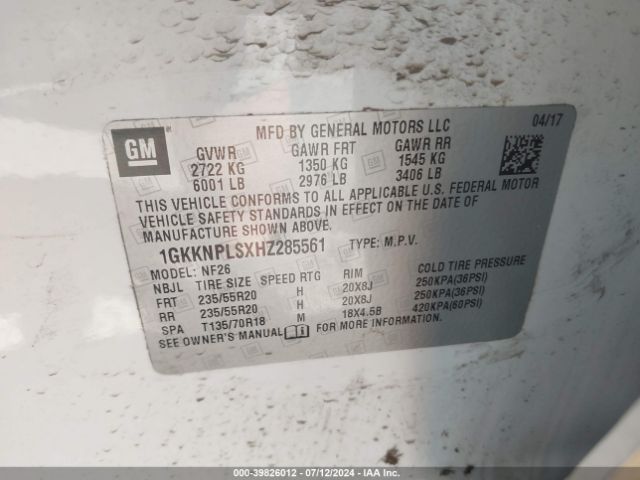 04/17
MFD BY GENERAL MOTORS LLC
GM
GVWR GAWR FRT GAWR RR
2722 KG 1350 KG 1545 KG
6001 LB 2976 LB 3406 LB
THIS VEHICLE CONFORMS TO ALL APPLICABLE U.S. FEDERAL MOTOR
VEHICLE SAFETY STANDARDS IN EFFECT ON THE DATE OF
MANUFACTURE SHOWN ABOVE.
1GKKNPLSXHZ285561 TYPE: M.P.V.
MODEL: NF26
NBJL TIRE SIZE SPEED RTG RIM COLD TIRE PRESSURE
FRT 235/55R20 H 20X8J 250KPA(36PSI)
RR 235/55R20 H 20X8J 250KPA(36PSI)
SPA T135/70R18 M 18X4.5B 420KPA(60PSI)
SEE OWNER'S MANUAL FOR MORE INFORMATION.
000-39826012 - 07/12/2024 - IAA Inc.